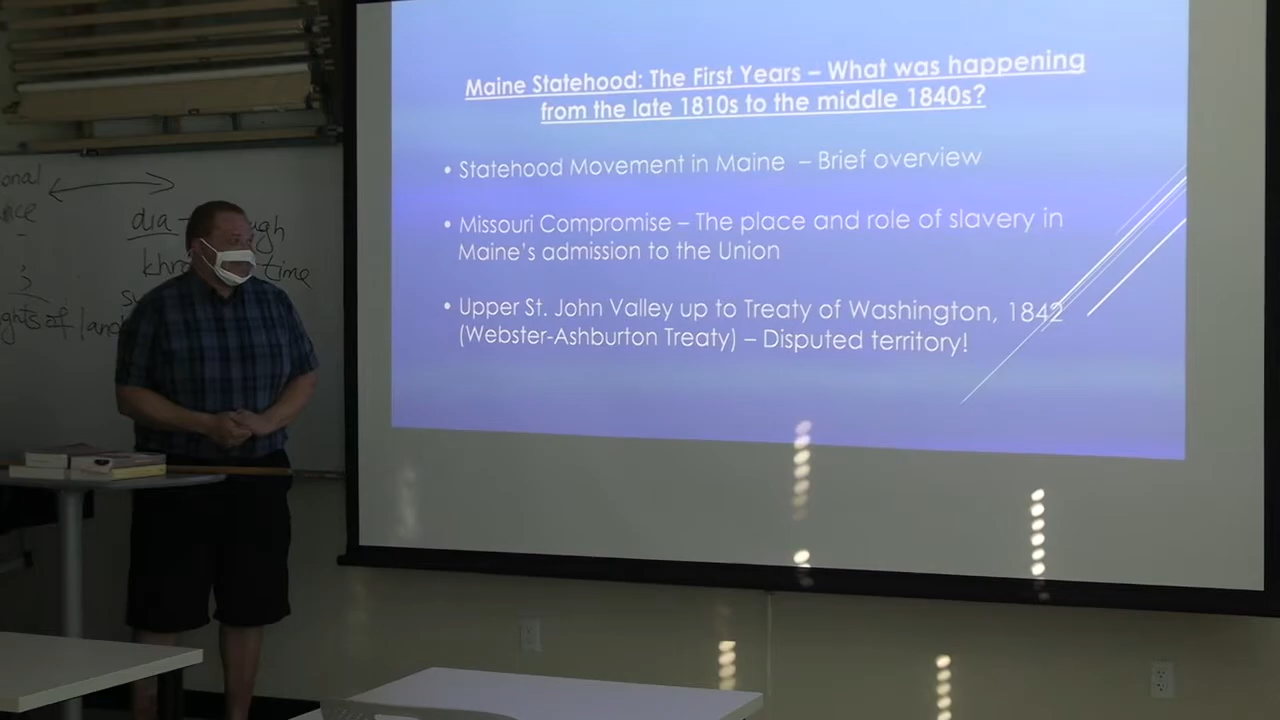 Maine Statehood: The First Years – What was happening
from the late 1810s to the middle 1840s?
• Statehood Movement in Maine – Brief overview
• Missouri Compromise – The place and role of slavery in
Maine's admission to the Union
• Upper St. John Valley up to Treaty of Washington, 1842
(Webster-Ashburton Treaty) – Disputed territory!
dia
time